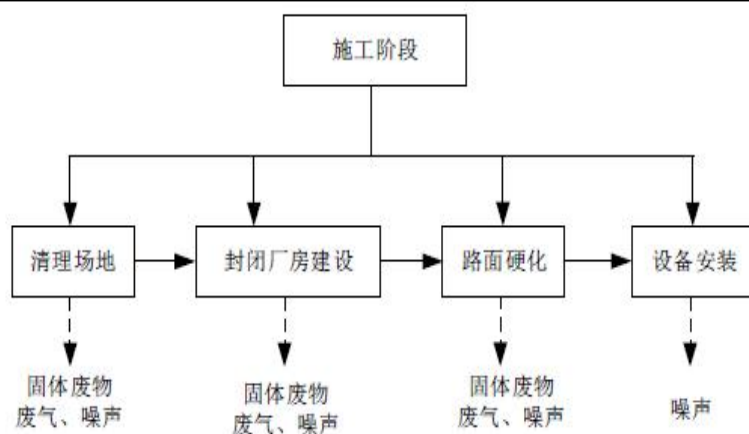 施工阶段
清理场地
封闭厂房建设
路面硬化
设备安装
固体废物
废气、噪声
固体废物
废气、噪声
固体废物
废气、噪声
噪声